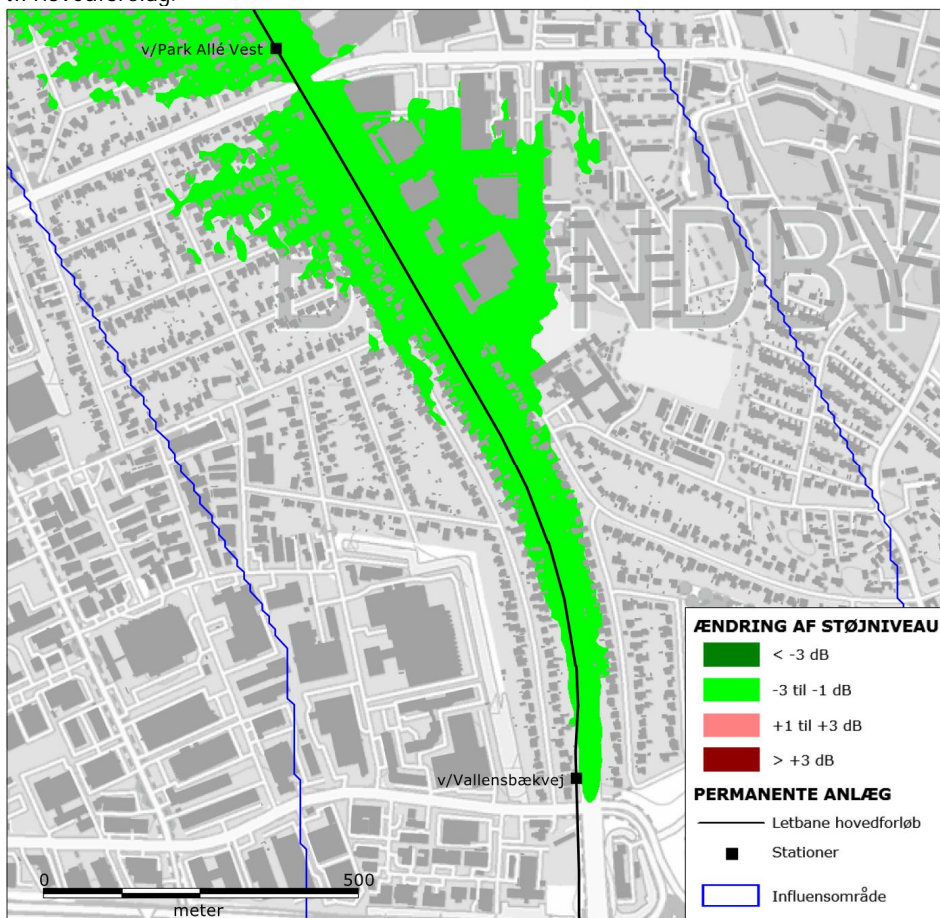 v/Park Allé Vest
NDBY
v/Vallensbækvej
0 500
meter
ÆNDRING AF STØJNIVEAU
< -3 dB
-3 til -1 dB
+1 til +3 dB
> +3 dB
PERMANENTE ANLÆG
Letbane hovedforløb
Stationer
Influensområde